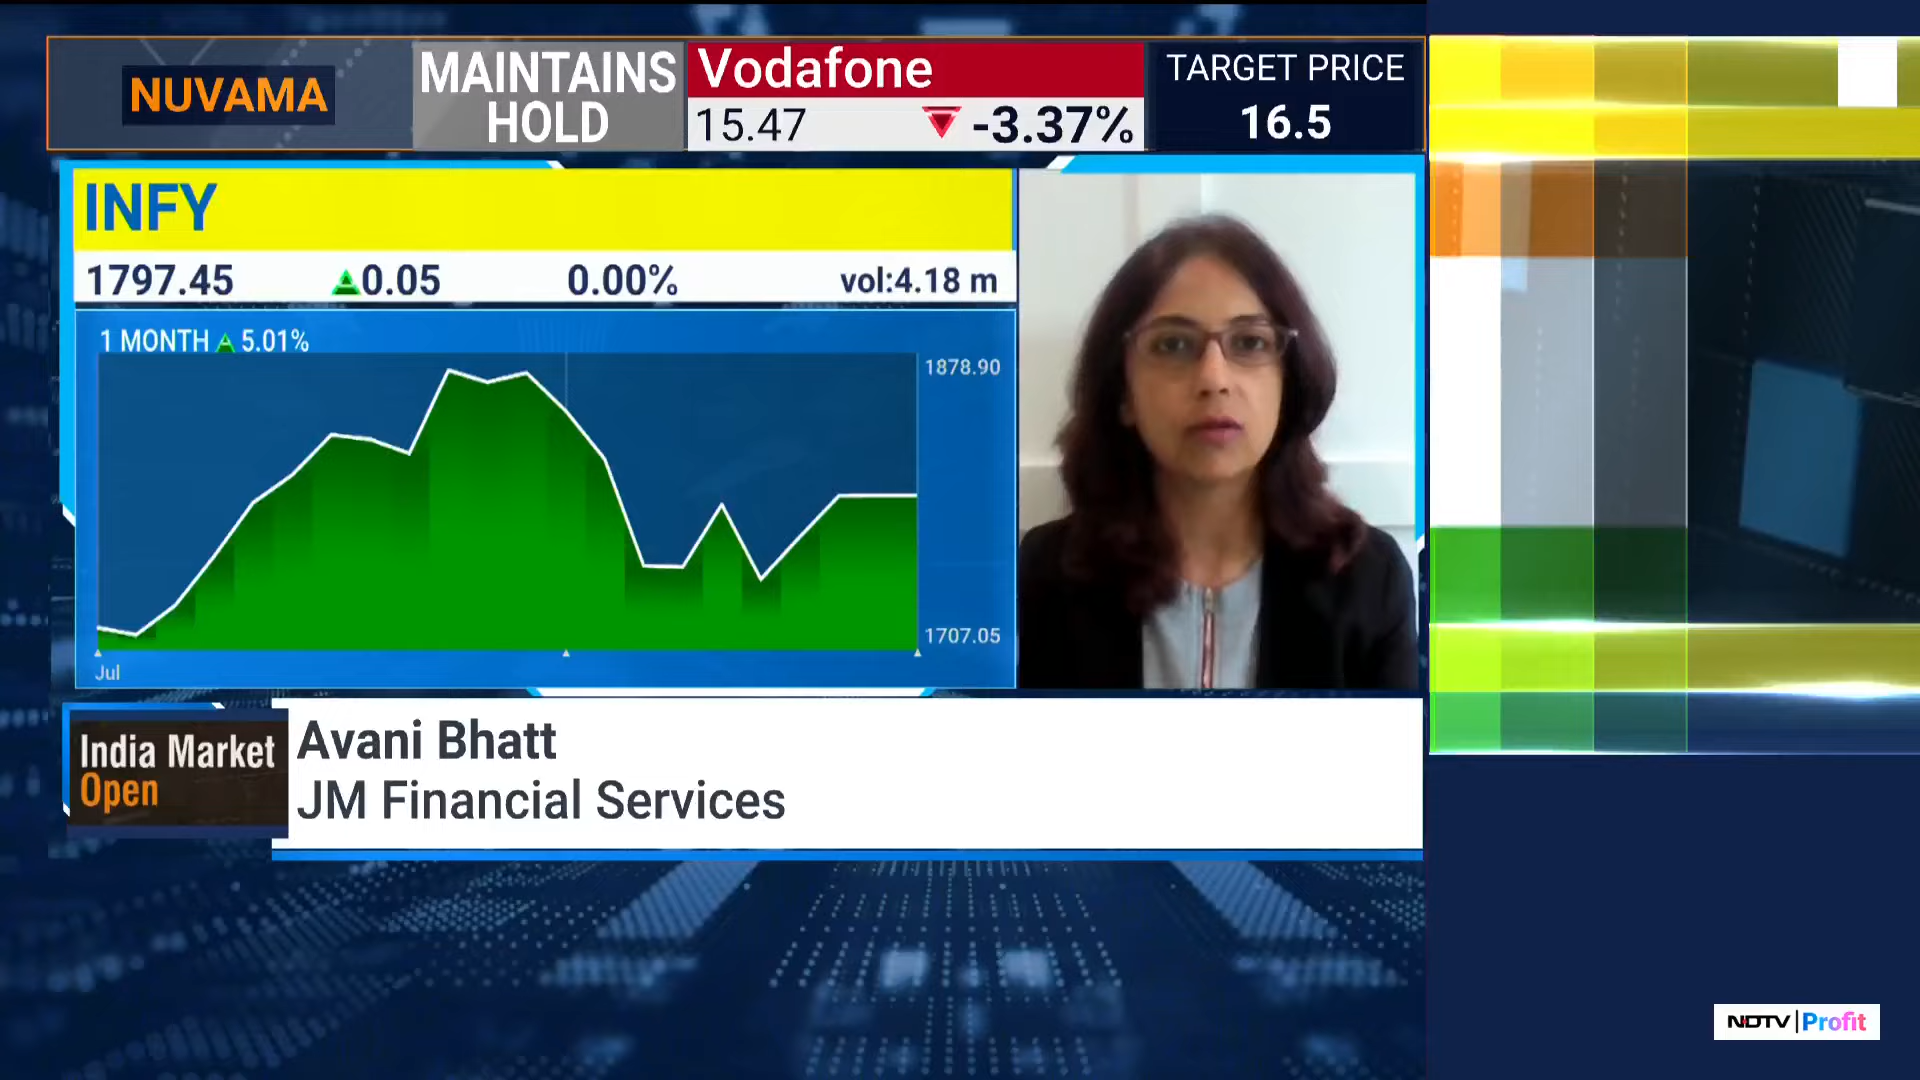 NUVAMA
MAINTAINS
HOLD
Vodafone
15.47 -3.37%
TARGET PRICE
16.5
INFY
1797.45 0.05 0.00% vol:4.18 m
1 MONTH 5.01%
1878.90
1707.05
Jul
India Market
Open
Avani Bhatt
JM Financial Services
NDTV Profit